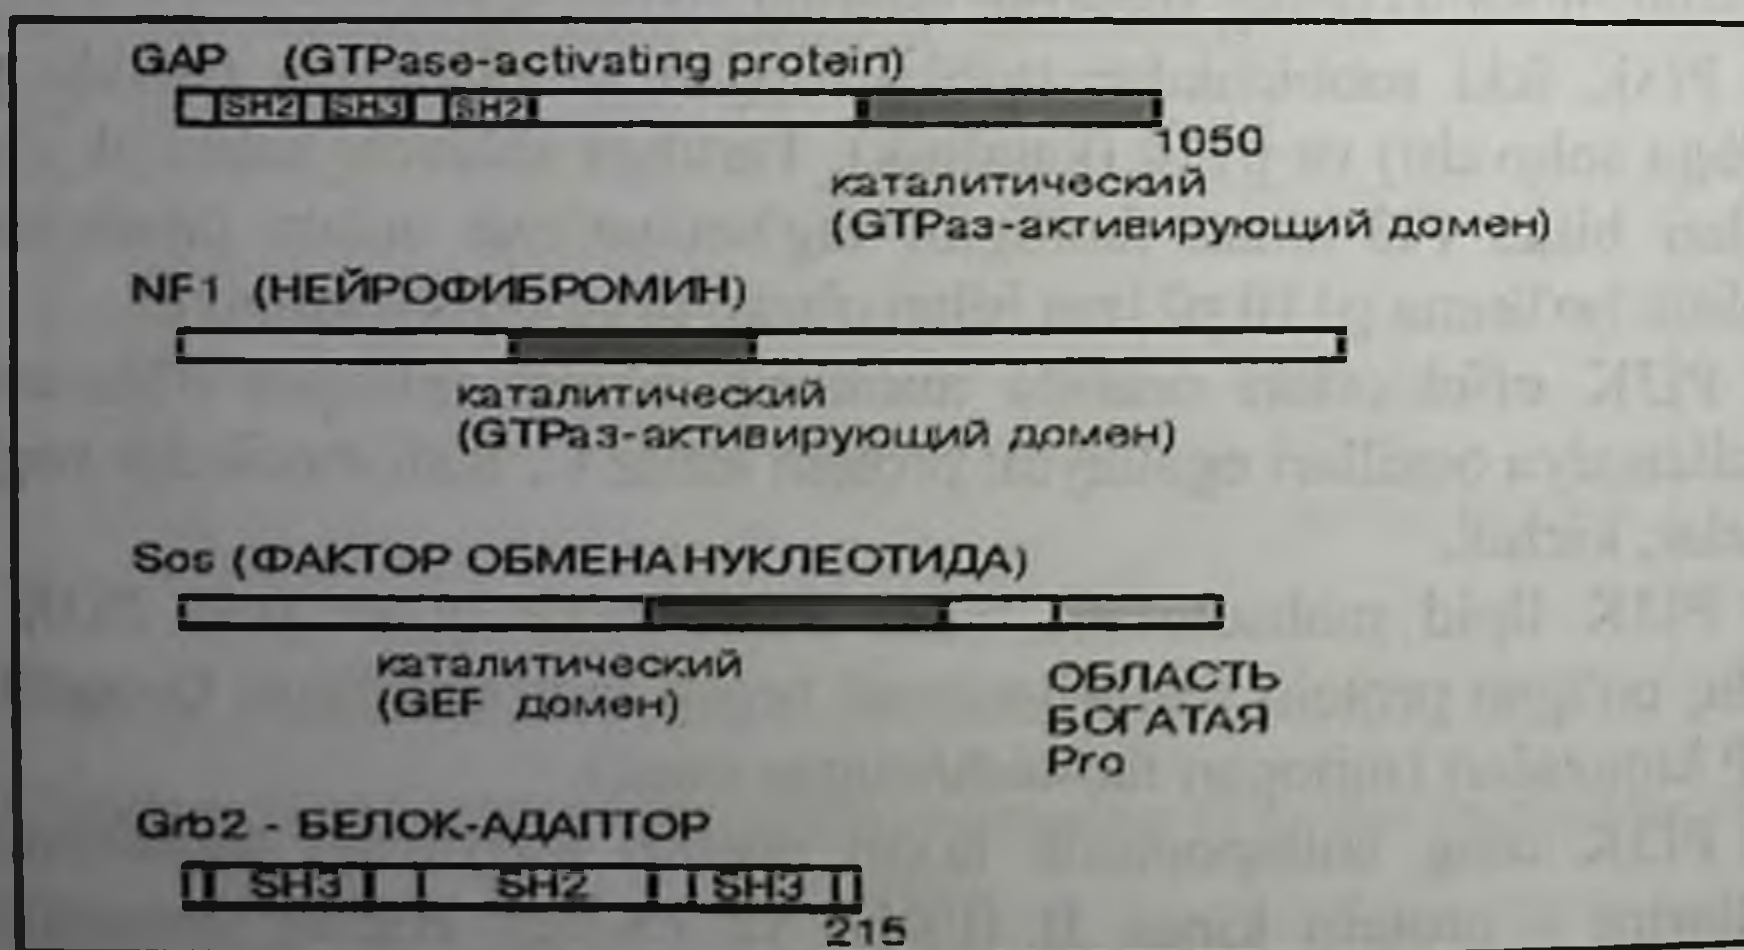 GAP (GTPase-activating protein)
SH2 SH3 SH2
1050
каталитический
(GTPаз-активирующий домен)
NF1 (НЕЙРОФИБРОМИН)
каталитический
(GTPаз-активирующий домен)
Sos (ФАКТОР ОБМЕНА НУКЛЕОТИДА)
каталитический
(GEF домен)
ОБЛАСТЬ
БОГАТАЯ
Pro
Grb2 - БЕЛОК-АДАПТОР
SH3 SH2 SH3
215